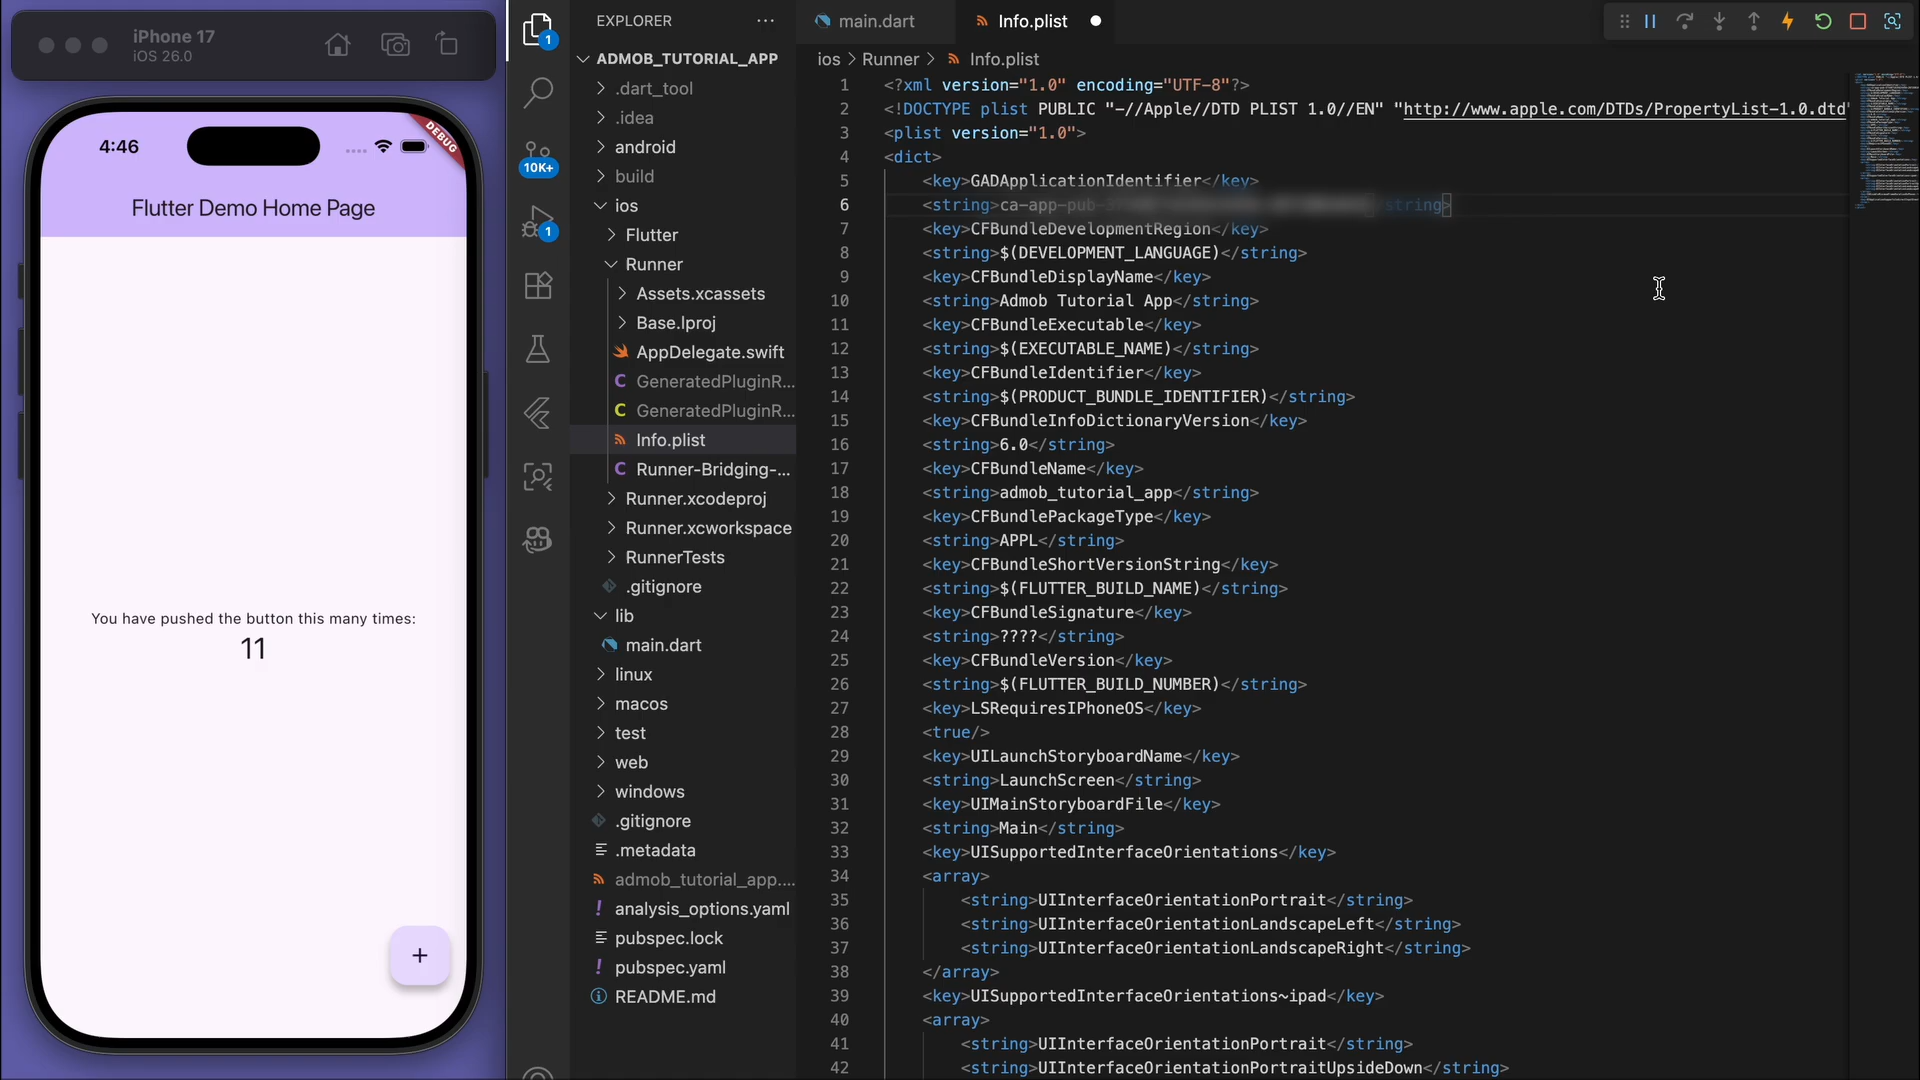 iPhone 17
iOS 26.0
4:46
DEBUG
Flutter Demo Home Page
You have pushed the button this many times:
11
+
1
10K+
1
EXPLORER
ADMOB_TUTORIAL_APP
.dart_tool
.idea
android
build
ios
Flutter
Runner
Assets.xcassets
Base.lproj
AppDelegate.swift
C GeneratedPluginR...
C GeneratedPluginR...
Info.plist
C Runner-Bridging-...
Runner.xcodeproj
Runner.xcworkspace
RunnerTests
.gitignore
lib
main.dart
linux
macos
test
web
windows
.gitignore
.metadata
admob_tutorial_app....
! analysis_options.yaml
pubspec.lock
! pubspec.yaml
README.md
main.dart
Info.plist
ios > Runner > Info.plist
1 <?xml version="1.0" encoding="UTF-8"?>
2 <!DOCTYPE plist PUBLIC "-//Apple//DTD PLIST 1.0//EN" "http://www.apple.com/DTDs/PropertyList-1.0.dtd"
3 <plist version="1.0">
4 <dict>
5 <key>GADApplicationIdentifier</key>
6 <string>ca-app-pub- string>
7 <key>CFBundleDevelopmentRegion</key>
8 <string>$(DEVELOPMENT_LANGUAGE)</string>
9 <key>CFBundleDisplayName</key>
10 <string>Admob Tutorial App</string>
11 <key>CFBundleExecutable</key>
12 <string>$(EXECUTABLE_NAME)</string>
13 <key>CFBundleIdentifier</key>
14 <string>$(PRODUCT_BUNDLE_IDENTIFIER)</string>
15 <key>CFBundleInfoDictionaryVersion</key>
16 <string>6.0</string>
17 <key>CFBundleName</key>
18 <string>admob_tutorial_app</string>
19 <key>CFBundlePackageType</key>
20 <string>APPL</string>
21 <key>CFBundleShortVersionString</key>
22 <string>$(FLUTTER_BUILD_NAME)</string>
23 <key>CFBundleSignature</key>
24 <string>????</string>
25 <key>CFBundleVersion</key>
26 <string>$(FLUTTER_BUILD_NUMBER)</string>
27 <key>LSRequiresIPhoneOS</key>
28 <true/>
29 <key>UILaunchStoryboardName</key>
30 <string>LaunchScreen</string>
31 <key>UIMainStoryboardFile</key>
32 <string>Main</string>
33 <key>UISupportedInterfaceOrientations</key>
34 <array>
35 <string>UIInterfaceOrientationPortrait</string>
36 <string>UIInterfaceOrientationLandscapeLeft</string>
37 <string>UIInterfaceOrientationLandscapeRight</string>
38 </array>
39 <key>UISupportedInterfaceOrientations~ipad</key>
40 <array>
41 <string>UIInterfaceOrientationPortrait</string>
42 <string>UIInterfaceOrientationPortraitUpsideDown</string>